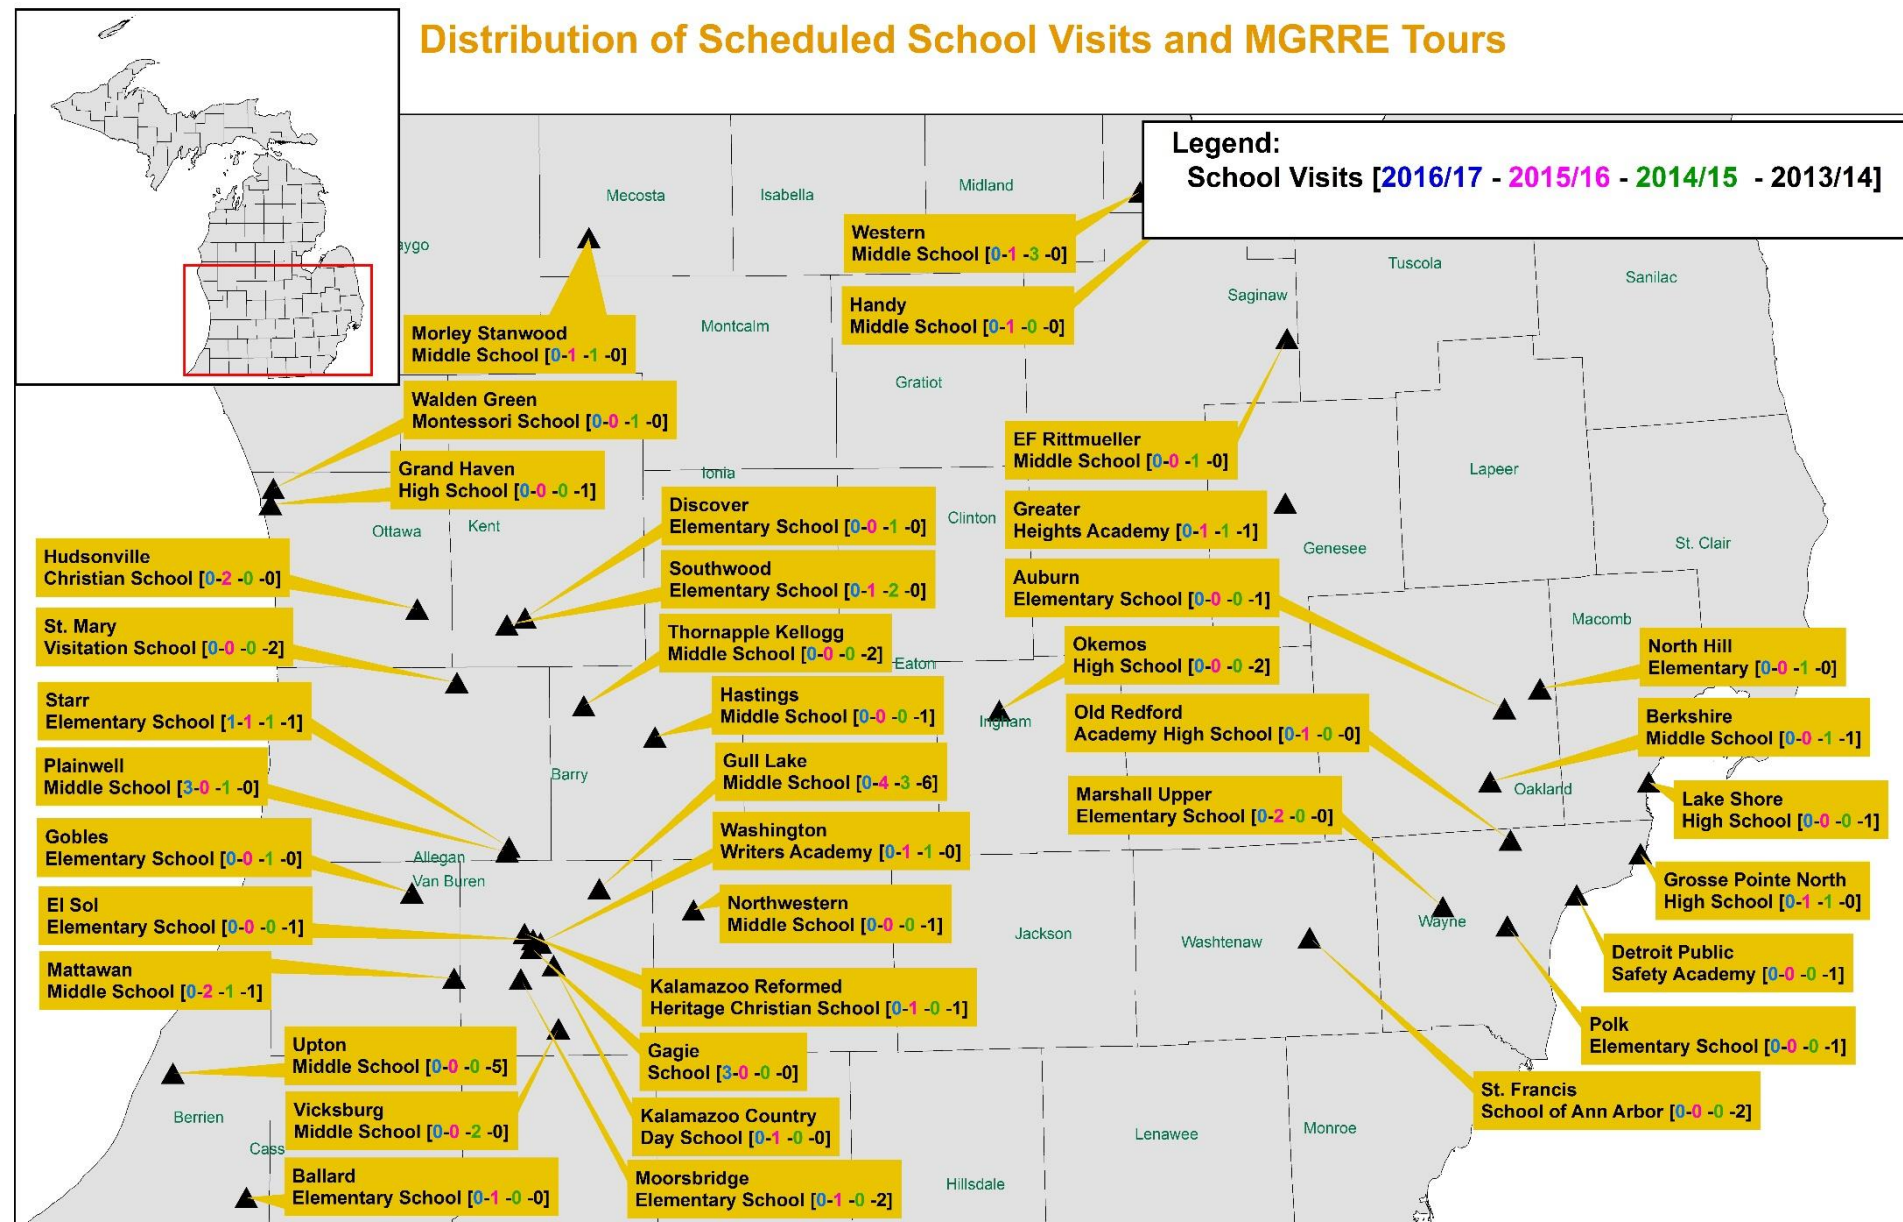 Distribution of Scheduled School Visits and MGRRE Tours
Legend:
School Visits [2016/17 - 2015/16 - 2014/15 - 2013/14]
Mecosta
Isabella
Midland
aygo
Western
Middle School [0-1 -3 -0]
Tuscola
Sanilac
Saginaw
Handy
Middle School [0-1 -0 -0]
Montcalm
Morley Stanwood
Middle School [0-1 -1 -0]
Gratiot
Walden Green
Montessori School [0-0 -1 -0]
EF Rittmueller
Middle School [0-0 -1 -0]
Grand Haven
High School [0-0 -0 -1]
Ionia
Lapeer
Discover
Elementary School [0-0 -1 -0]
Greater
Heights Academy [0-1 -1 -1]
Ottawa
Kent
Clinton
Genesee
St. Clair
Hudsonville
Christian School [0-2 -0 -0]
Southwood
Elementary School [0-1 -2 -0]
Auburn
Elementary School [0-0 -0 -1]
Macomb
St. Mary
Visitation School [0-0 -0 -2]
Thornapple Kellogg
Middle School [0-0 -0 -2]
Eaton
Okemos
High School [0-0 -0 -2]
North Hill
Elementary [0-0 -1 -0]
Starr
Elementary School [1-1 -1 -1]
Hastings
Middle School [0-0 -0 -1]
Ingham
Old Redford
Academy High School [0-1 -0 -0]
Berkshire
Middle School [0-0 -1 -1]
Plainwell
Middle School [3-0 -1 -0]
Barry
Gull Lake
Middle School [0-4 -3 -6]
Marshall Upper
Elementary School [0-2 -0 -0]
Oakland
Lake Shore
High School [0-0 -0 -1]
Gobles
Elementary School [0-0 -1 -0]
Allegan
Van Buren
Washington
Writers Academy [0-1 -1 -0]
Grosse Pointe North
High School [0-1 -1 -0]
El Sol
Elementary School [0-0 -0 -1]
Northwestern
Middle School [0-0 -0 -1]
Jackson
Washtenaw
Wayne
Detroit Public
Safety Academy [0-0 -0 -1]
Mattawan
Middle School [0-2 -1 -1]
Kalamazoo Reformed
Heritage Christian School [0-1 -0 -1]
Polk
Elementary School [0-0 -0 -1]
Upton
Middle School [0-0 -0 -5]
Gagie
School [3-0 -0 -0]
St. Francis
School of Ann Arbor [0-0 -0 -2]
Berrien
Vicksburg
Middle School [0-0 -2 -0]
Kalamazoo Country
Day School [0-1 -0 -0]
Lenawee
Monroe
Cass
Ballard
Elementary School [0-1 -0 -0]
Moorsbridge
Elementary School [0-1 -0 -2]
Hillsdale